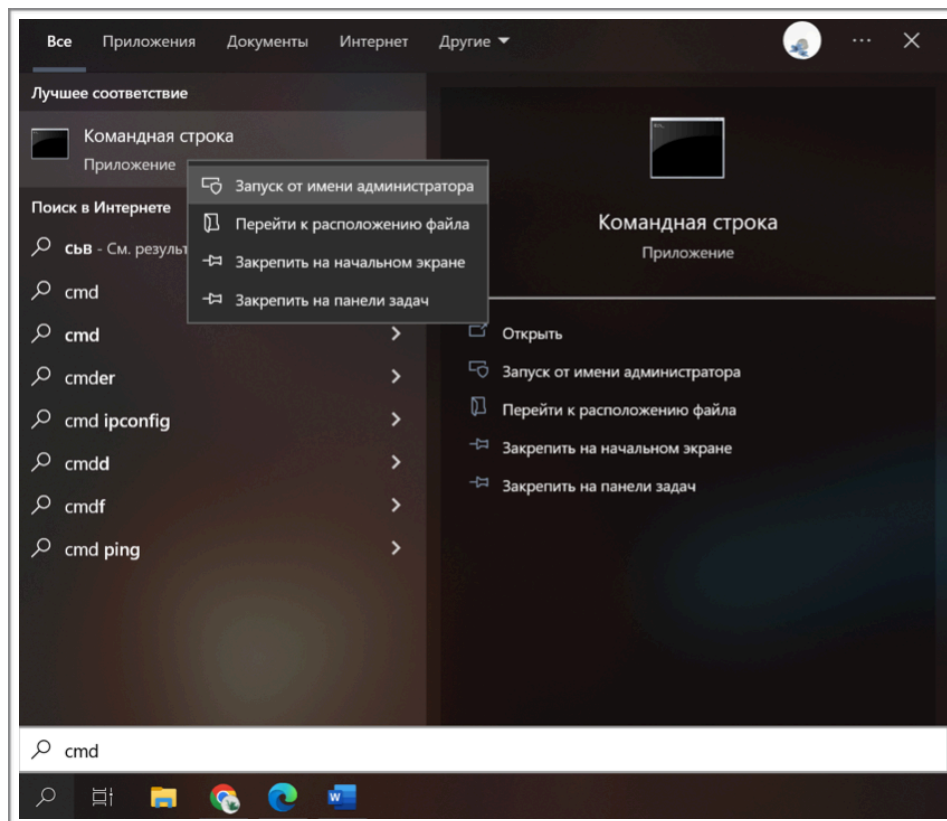 Все Приложения Документы Интернет Другие
Лучшее соответствие
Командная строка
Приложение
Запуск от имени администратора
Перейти к расположению файла
Закрепить на начальном экране
Закрепить на панели задач
Поиск в Интернете
сьв - См. резуль
cmd
cmd
cmder
cmd ipconfig
cmdd
cmdf
cmd ping
Командная строка
Приложение
Открыть
Запуск от имени администратора
Перейти к расположению файла
Закрепить на начальном экране
Закрепить на панели задач
cmd
W